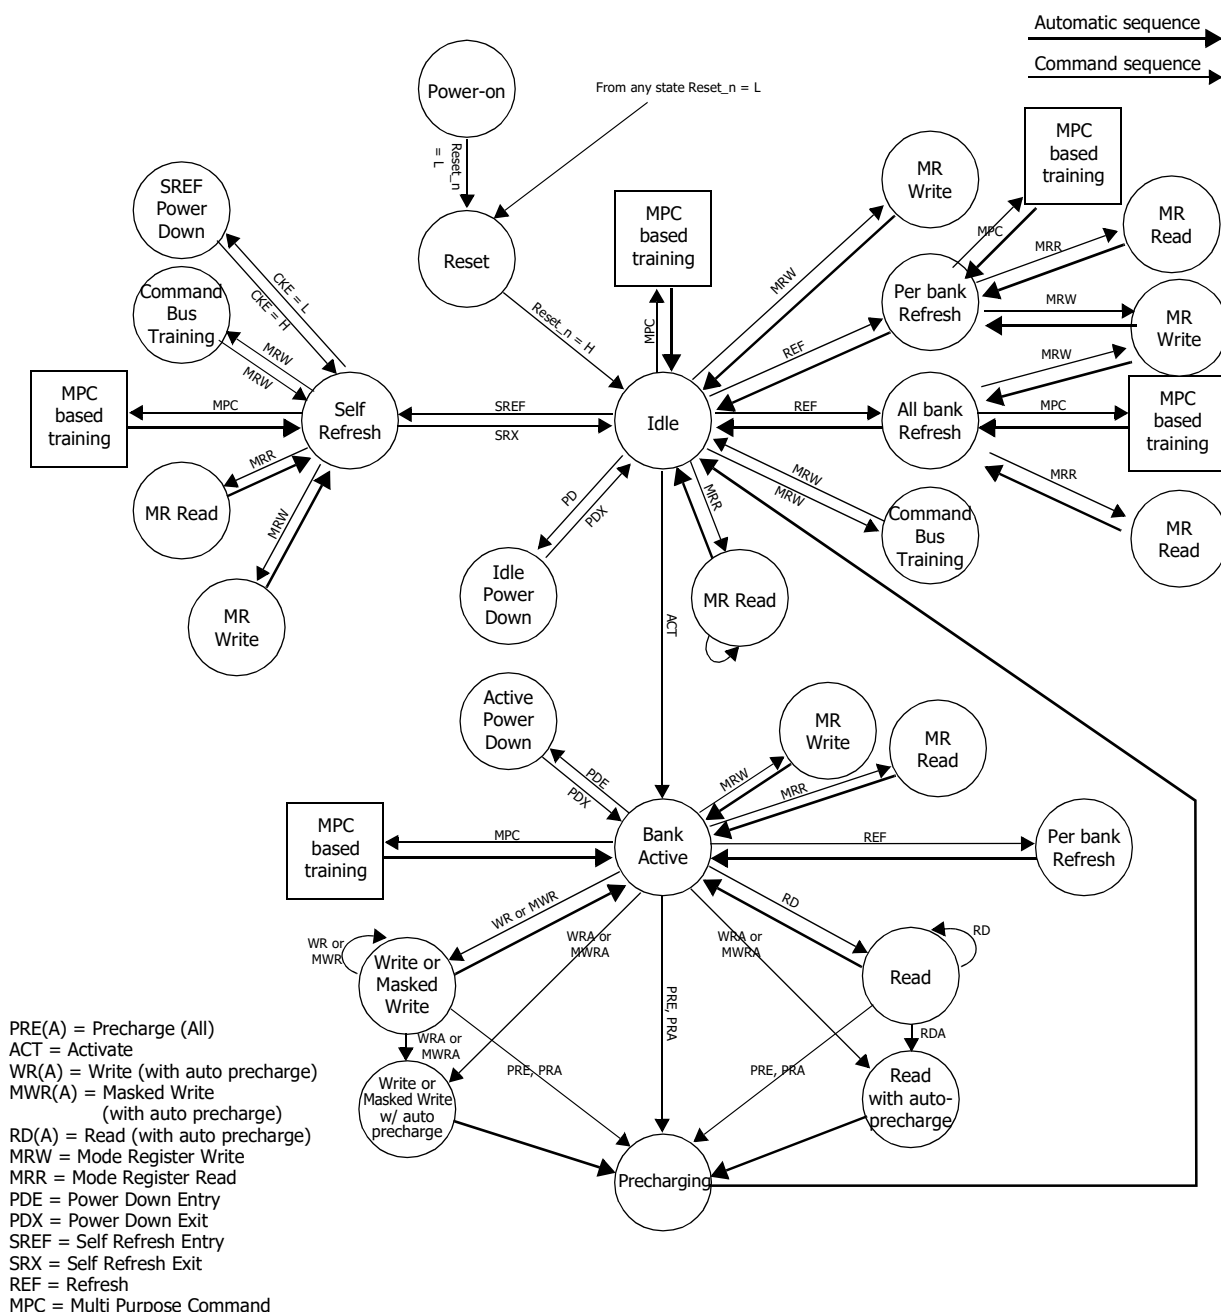 Automatic sequence
Command sequence
Power-on
From any state Reset_n = L
Reset_n
= L
Reset
Reset_n = H
SREF
Power
Down
CKE = L
CKE = H
Command
Bus
Training
MRW
MRW
MPC
based
training
MPC
Self
Refresh
MRR
MR Read
MRW
MR
Write
SREF
SRX
MPC
based
training
MPC
Idle
MRW
MR
Write
REF
Per bank
Refresh
MPC
MPC
based
training
MRR
MR
Read
MRW
MR
Write
MRW
REF
All bank
Refresh
MPC
MPC
based
training
MRR
MR
Read
MRW
MRW
Command
Bus
Training
PD
PDX
Idle
Power
Down
MRR
MR Read
ACT
Active
Power
Down
PDE
PDX
MRW
MR
Write
MRR
MR
Read
MPC
based
training
MPC
Bank
Active
REF
Per bank
Refresh
WR or MWR
WR or
MWR
Write or
Masked
Write
WRA or
MWRA
WRA or
MWRA
RD
RD
Read
PRE, PRA
WRA or
MWRA
PRE, PRA
PRE, PRA
RDA
Write or
Masked Write
w/ auto
precharge
Read
with auto-
precharge
Precharging
PRE(A) = Precharge (All)
ACT = Activate
WR(A) = Write (with auto precharge)
MWR(A) = Masked Write
(with auto precharge)
RD(A) = Read (with auto precharge)
MRW = Mode Register Write
MRR = Mode Register Read
PDE = Power Down Entry
PDX = Power Down Exit
SREF = Self Refresh Entry
SRX = Self Refresh Exit
REF = Refresh
MPC = Multi Purpose Command